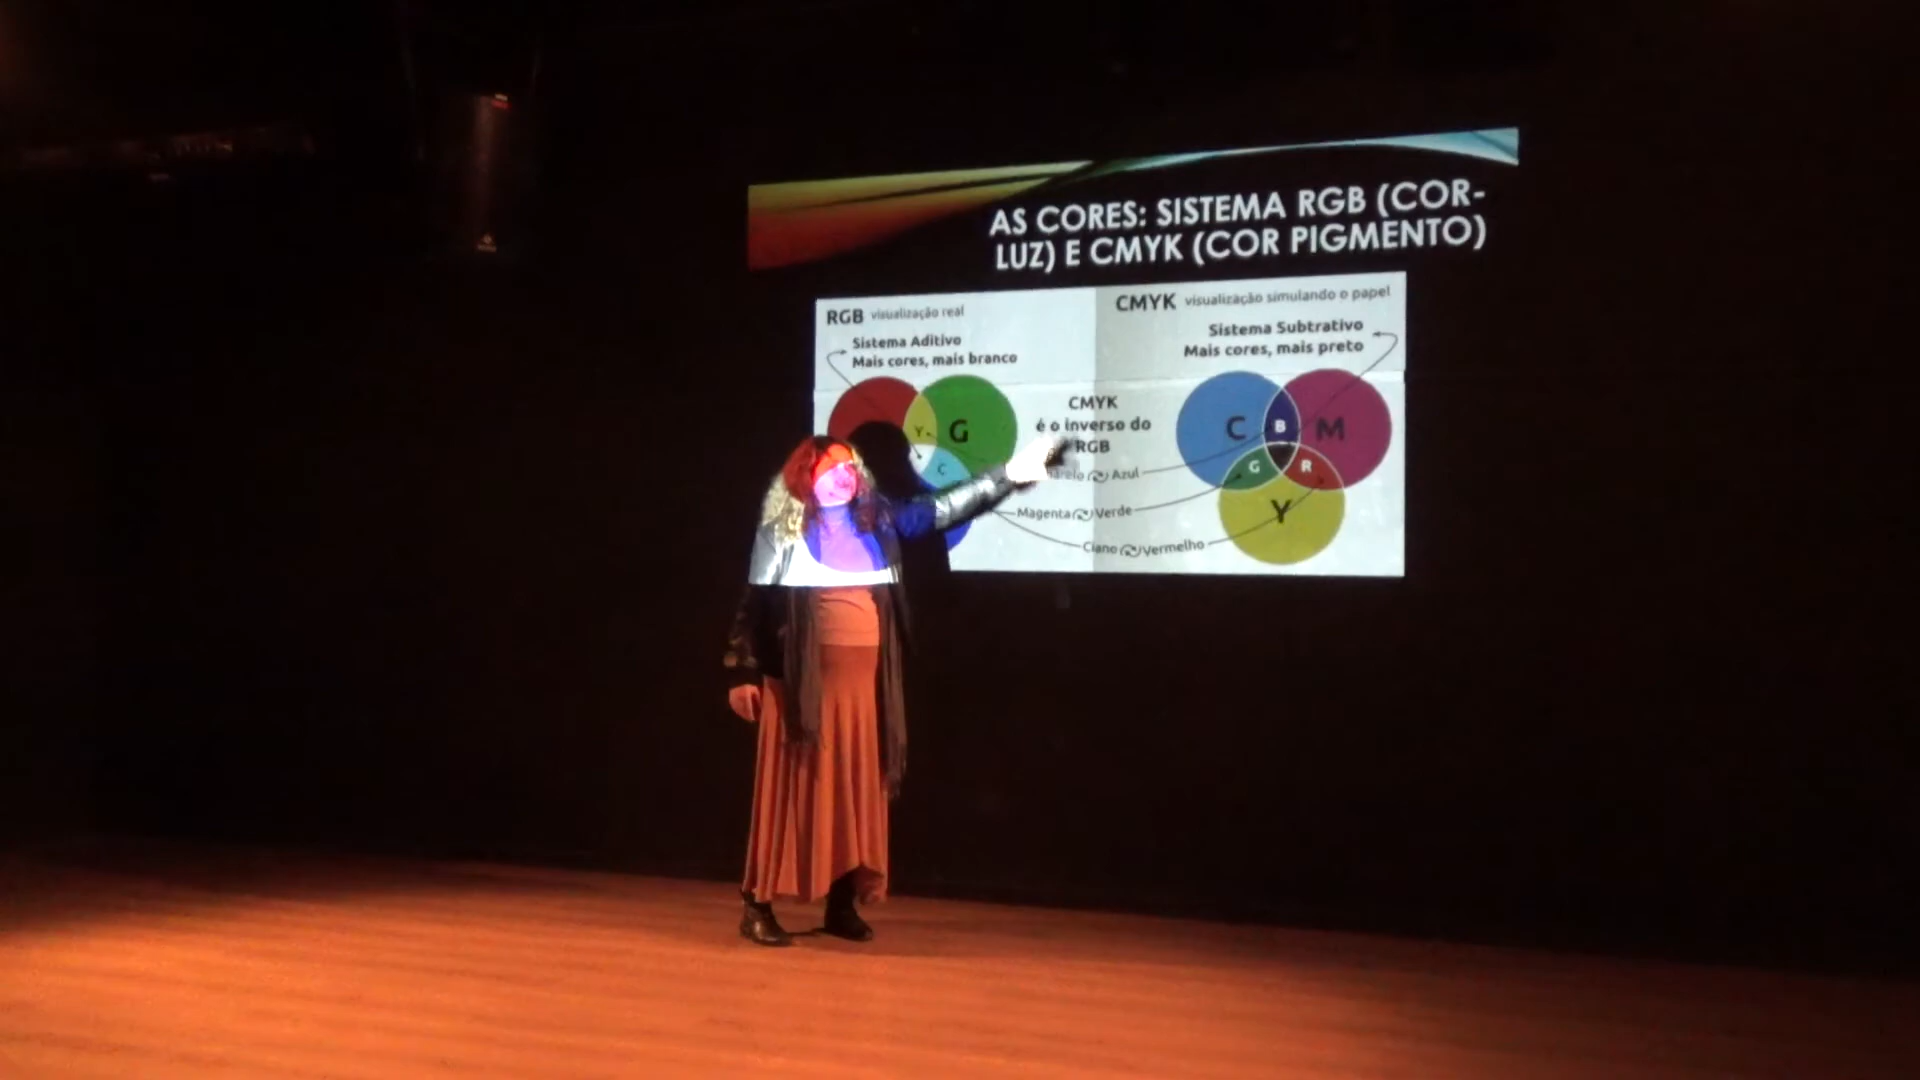 AS CORES: SISTEMA RGB (COR-
LUZ) E CMYK (COR PIGMENTO)
RGB visualização real
Sistema Aditivo
Mais cores, mais branco
G
Y
C
CMYK
é o inverso do
RGB
Azul
Magenta Verde
Ciano Vermelho
CMYK visualização simulando o papel
Sistema Subtrativo
Mais cores, mais preto
C
B
M
G
R
Y